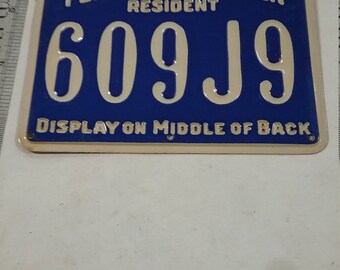 RESIDENT
609J9
DISPLAY ON MIDDLE OF BACK